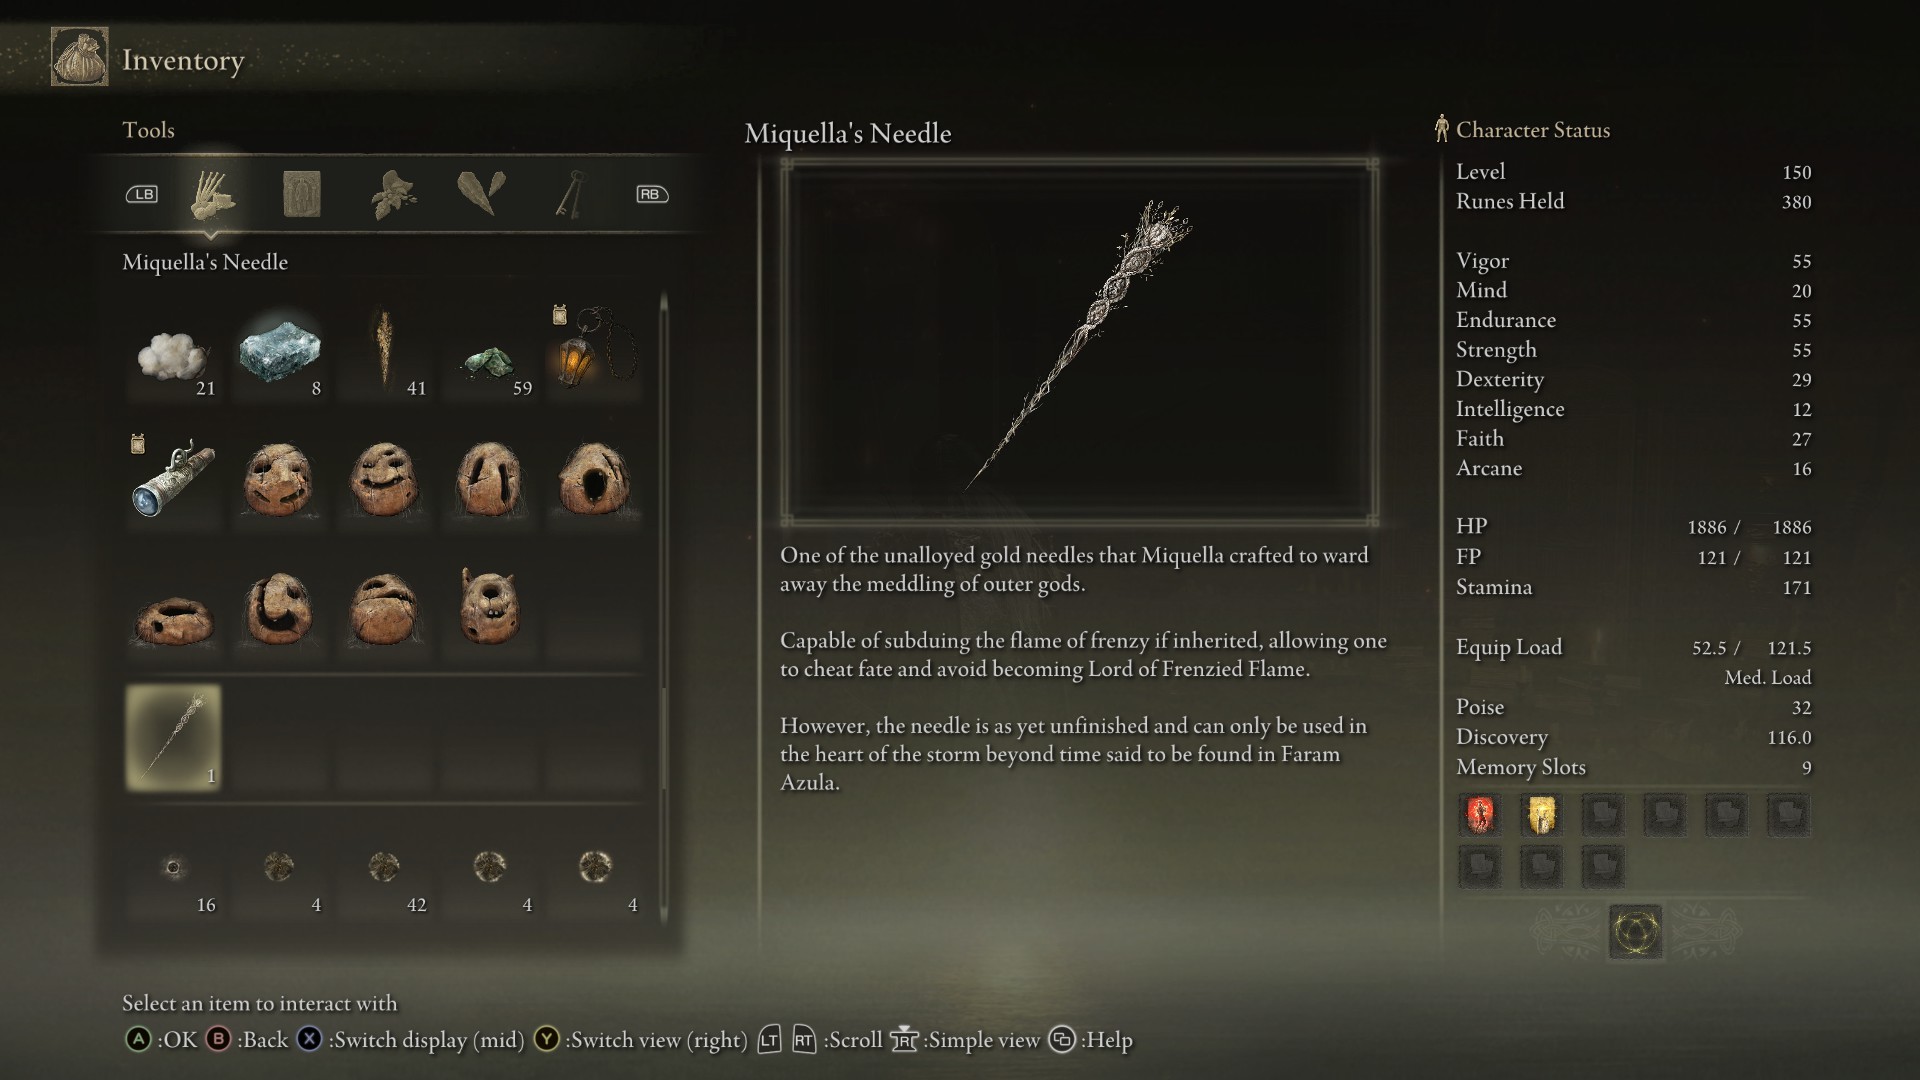 Inventory
Tools
LB
RB
Miquella's Needle
21
8
41
59
1
16
4
42
4
4
Miquella's Needle
One of the unalloyed gold needles that Miquella crafted to ward
away the meddling of outer gods.
Capable of subduing the flame of frenzy if inherited, allowing one
to cheat fate and avoid becoming Lord of Frenzied Flame.
However, the needle is as yet unfinished and can only be used in
the heart of the storm beyond time said to be found in Faram
Azula.
Character Status
Level 150
Runes Held 380
Vigor 55
Mind 20
Endurance 55
Strength 55
Dexterity 29
Intelligence 12
Faith 27
Arcane 16
HP 1886 / 1886
FP 121 / 121
Stamina 171
Equip Load 52.5 / 121.5
Med. Load
Poise 32
Discovery 116.0
Memory Slots 9
Select an item to interact with
A :OK B :Back X :Switch display (mid) Y :Switch view (right) LT RT :Scroll R :Simple view :Help